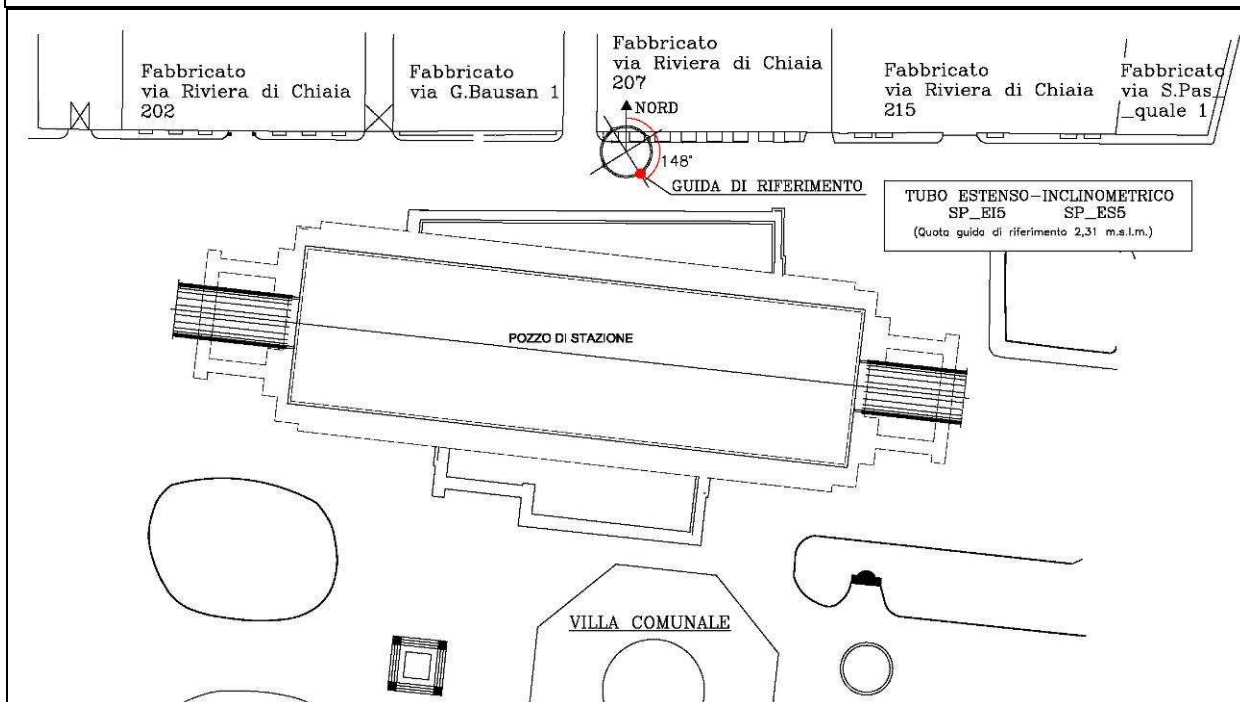 Fabbricato
via Riviera di Chiaia
202
Fabbricato
via G.Bausan 1
Fabbricato
via Riviera di Chiaia
207
Fabbricato
via Riviera di Chiaia
215
Fabbricato
via S.Pas_
_quale 1
NORD
148°
GUIDA DI RIFERIMENTO
TUBO ESTENSO-INCLINOMETRICO
SP_EI5 SP_ES5
(Quota guida di riferimento 2,31 m.s.l.m.)
POZZO DI STAZIONE
VILLA COMUNALE